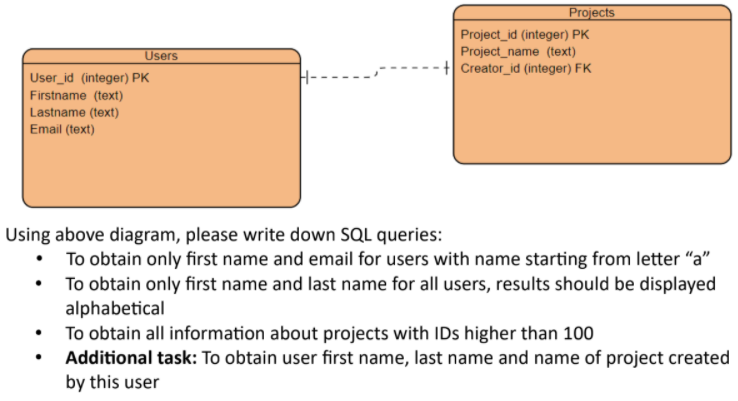 Projects
Project_id (integer) PK
Project_name (text)
Creator_id (integer) FK
Users
User_id (integer) PK
Firstname (text)
Lastname (text)
Email (text)
Using above diagram, please write down SQL queries:
• To obtain only first name and email for users with name starting from letter “a”
• To obtain only first name and last name for all users, results should be displayed
alphabetical
• To obtain all information about projects with IDs higher than 100
• Additional task: To obtain user first name, last name and name of project created
by this user